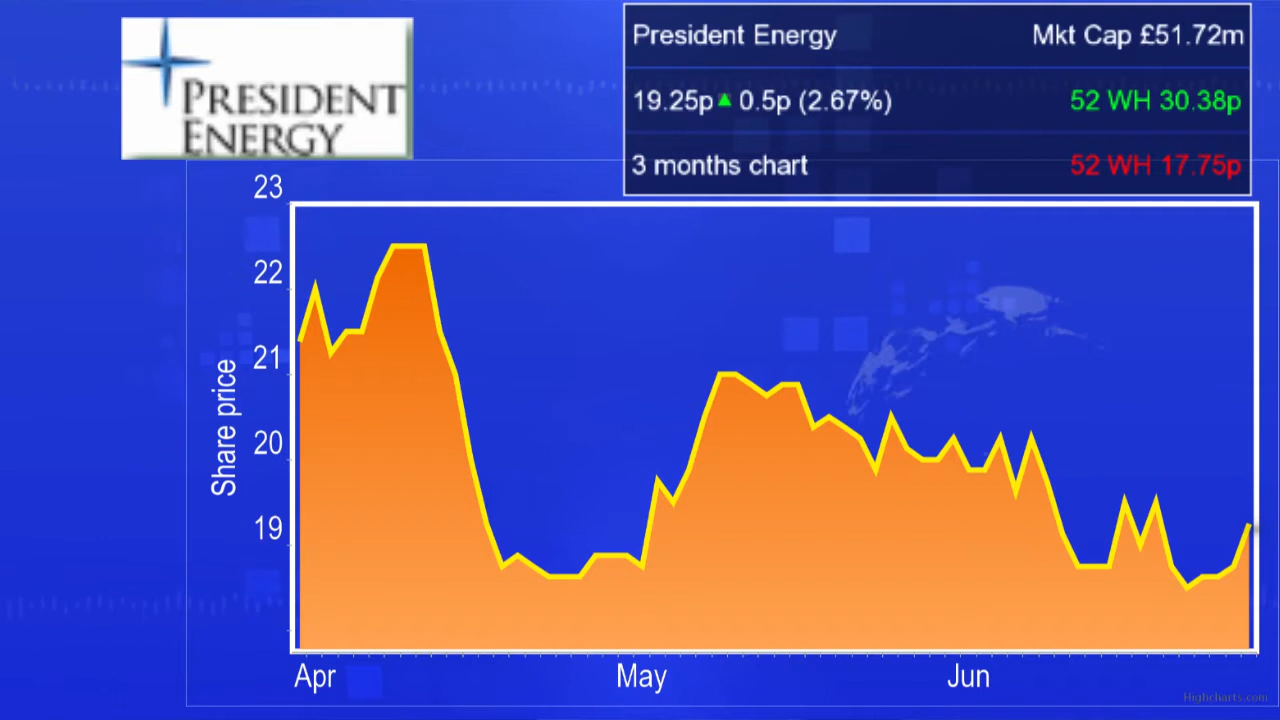 PRESIDENT
ENERGY
President Energy Mkt Cap £51.72m
19.25p▲ 0.5p (2.67%) 52 WH 30.38p
3 months chart 52 WH 17.75p
23
22
21
20
19
Share price
Apr May Jun
Highcharts.com